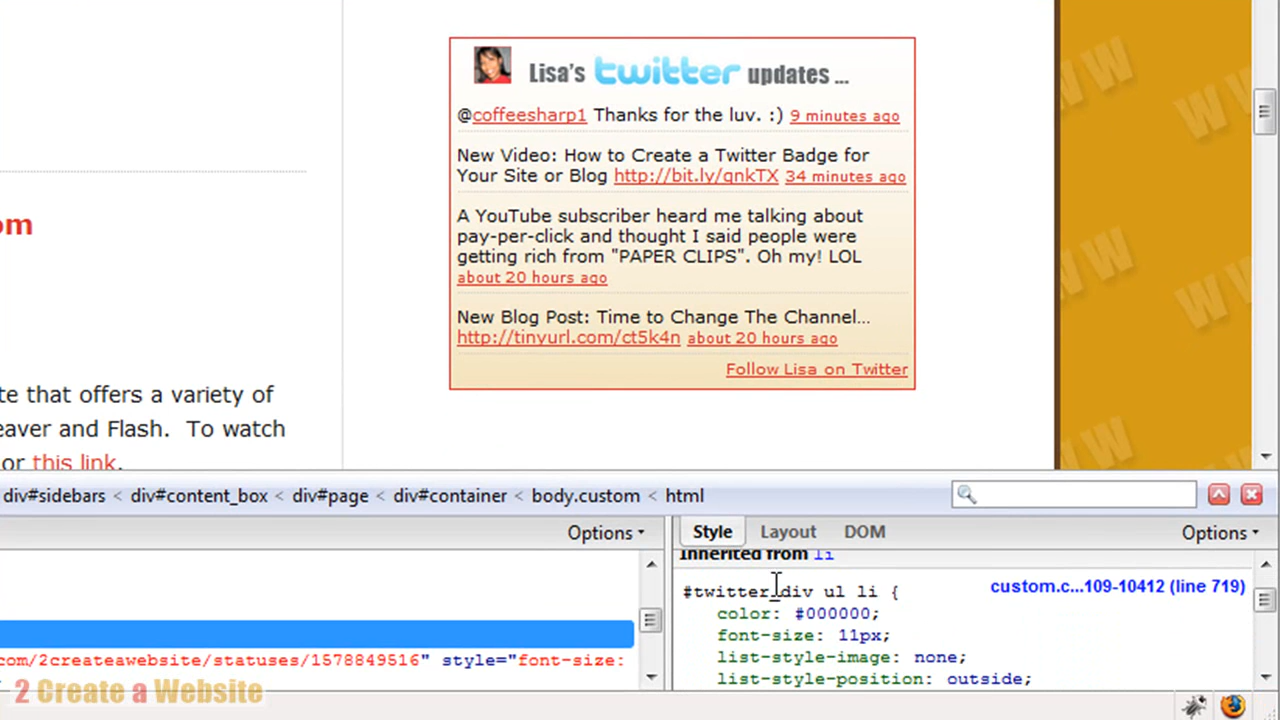 Lisa's twitter updates ...
@coffeesharp1 Thanks for the luv. :) 9 minutes ago
New Video: How to Create a Twitter Badge for
Your Site or Blog http://bit.ly/qnkTX 34 minutes ago
A YouTube subscriber heard me talking about
pay-per-click and thought I said people were
getting rich from "PAPER CLIPS". Oh my! LOL
about 20 hours ago
New Blog Post: Time to Change The Channel...
http://tinyurl.com/ct5k4n about 20 hours ago
Follow Lisa on Twitter
W W
W W
W W
W W
W W
om
te that offers a variety of
eaver and Flash. To watch
or this link.
div#sidebars < div#content_box < div#page < div#container < body.custom < html
Options
Style Layout DOM Options
Inherited from li
#twitter_div ul li { custom.c...109-10412 (line 719)
color: #000000;
font-size: 11px;
list-style-image: none;
list-style-position: outside;
com/2createawebsite/statuses/1578849516" style="font-size:
2 Create a Website